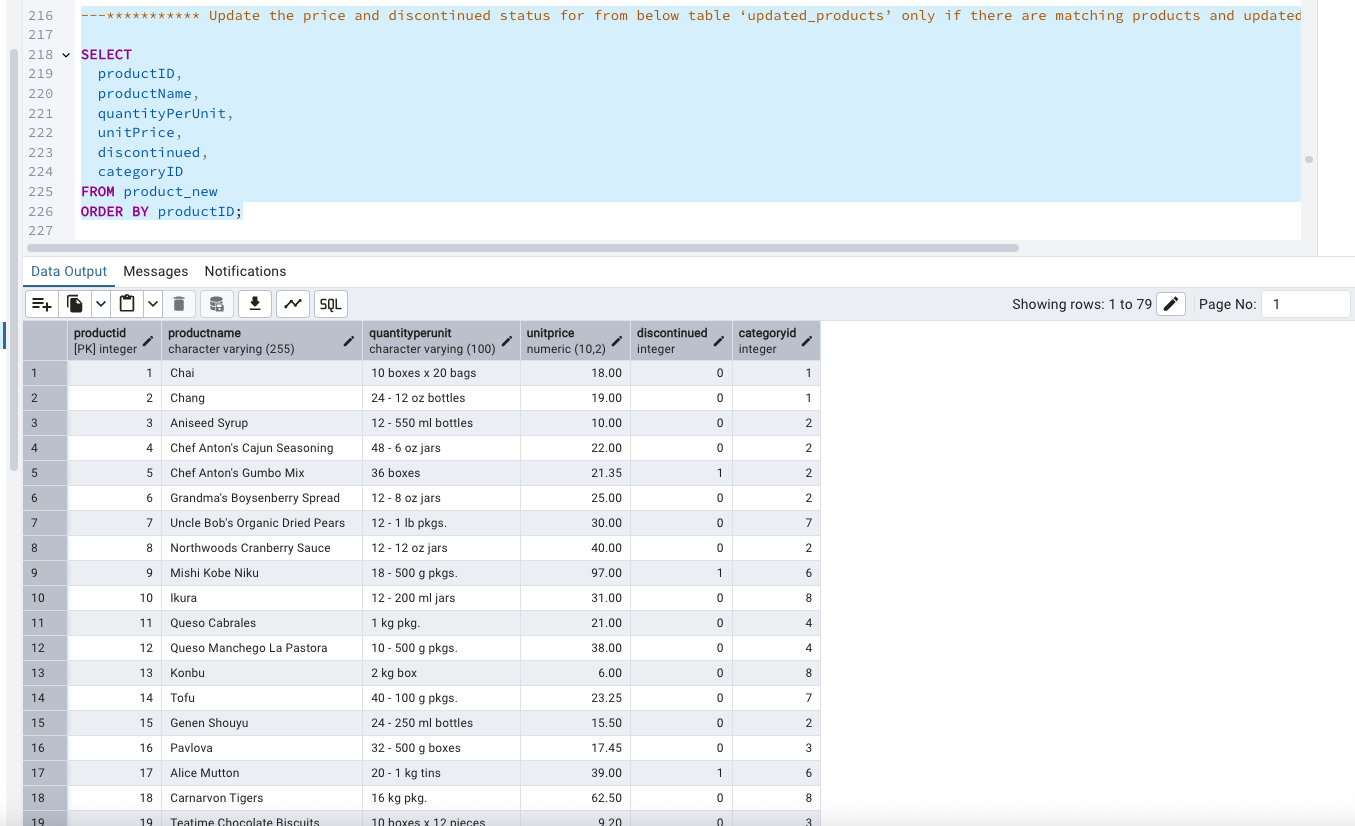 216 ---*********** Update the price and discontinued status for from below table ‘updated_products’ only if there are matching products and updated
217
218 SELECT
219 productID,
220 productName,
221 quantityPerUnit,
222 unitPrice,
223 discontinued,
224 categoryID
225 FROM product_new
226 ORDER BY productID;
227
Data Output Messages Notifications
SQL Showing rows: 1 to 79 Page No: 1
productid productname quantityperunit unitprice discontinued categoryid
[PK] integer character varying (255) character varying (100) numeric (10,2) integer integer
1 1 Chai 10 boxes x 20 bags 18.00 0 1
2 2 Chang 24 - 12 oz bottles 19.00 0 1
3 3 Aniseed Syrup 12 - 550 ml bottles 10.00 0 2
4 4 Chef Anton's Cajun Seasoning 48 - 6 oz jars 22.00 0 2
5 5 Chef Anton's Gumbo Mix 36 boxes 21.35 1 2
6 6 Grandma's Boysenberry Spread 12 - 8 oz jars 25.00 0 2
7 7 Uncle Bob's Organic Dried Pears 12 - 1 lb pkgs. 30.00 0 7
8 8 Northwoods Cranberry Sauce 12 - 12 oz jars 40.00 0 2
9 9 Mishi Kobe Niku 18 - 500 g pkgs. 97.00 1 6
10 10 Ikura 12 - 200 ml jars 31.00 0 8
11 11 Queso Cabrales 1 kg pkg. 21.00 0 4
12 12 Queso Manchego La Pastora 10 - 500 g pkgs. 38.00 0 4
13 13 Konbu 2 kg box 6.00 0 8
14 14 Tofu 40 - 100 g pkgs. 23.25 0 7
15 15 Genen Shouyu 24 - 250 ml bottles 15.50 0 2
16 16 Pavlova 32 - 500 g boxes 17.45 0 3
17 17 Alice Mutton 20 - 1 kg tins 39.00 1 6
18 18 Carnarvon Tigers 16 kg pkg. 62.50 0 8
19 19 Teatime Chocolate Biscuits 10 boxes x 12 pieces 9.20 0 3